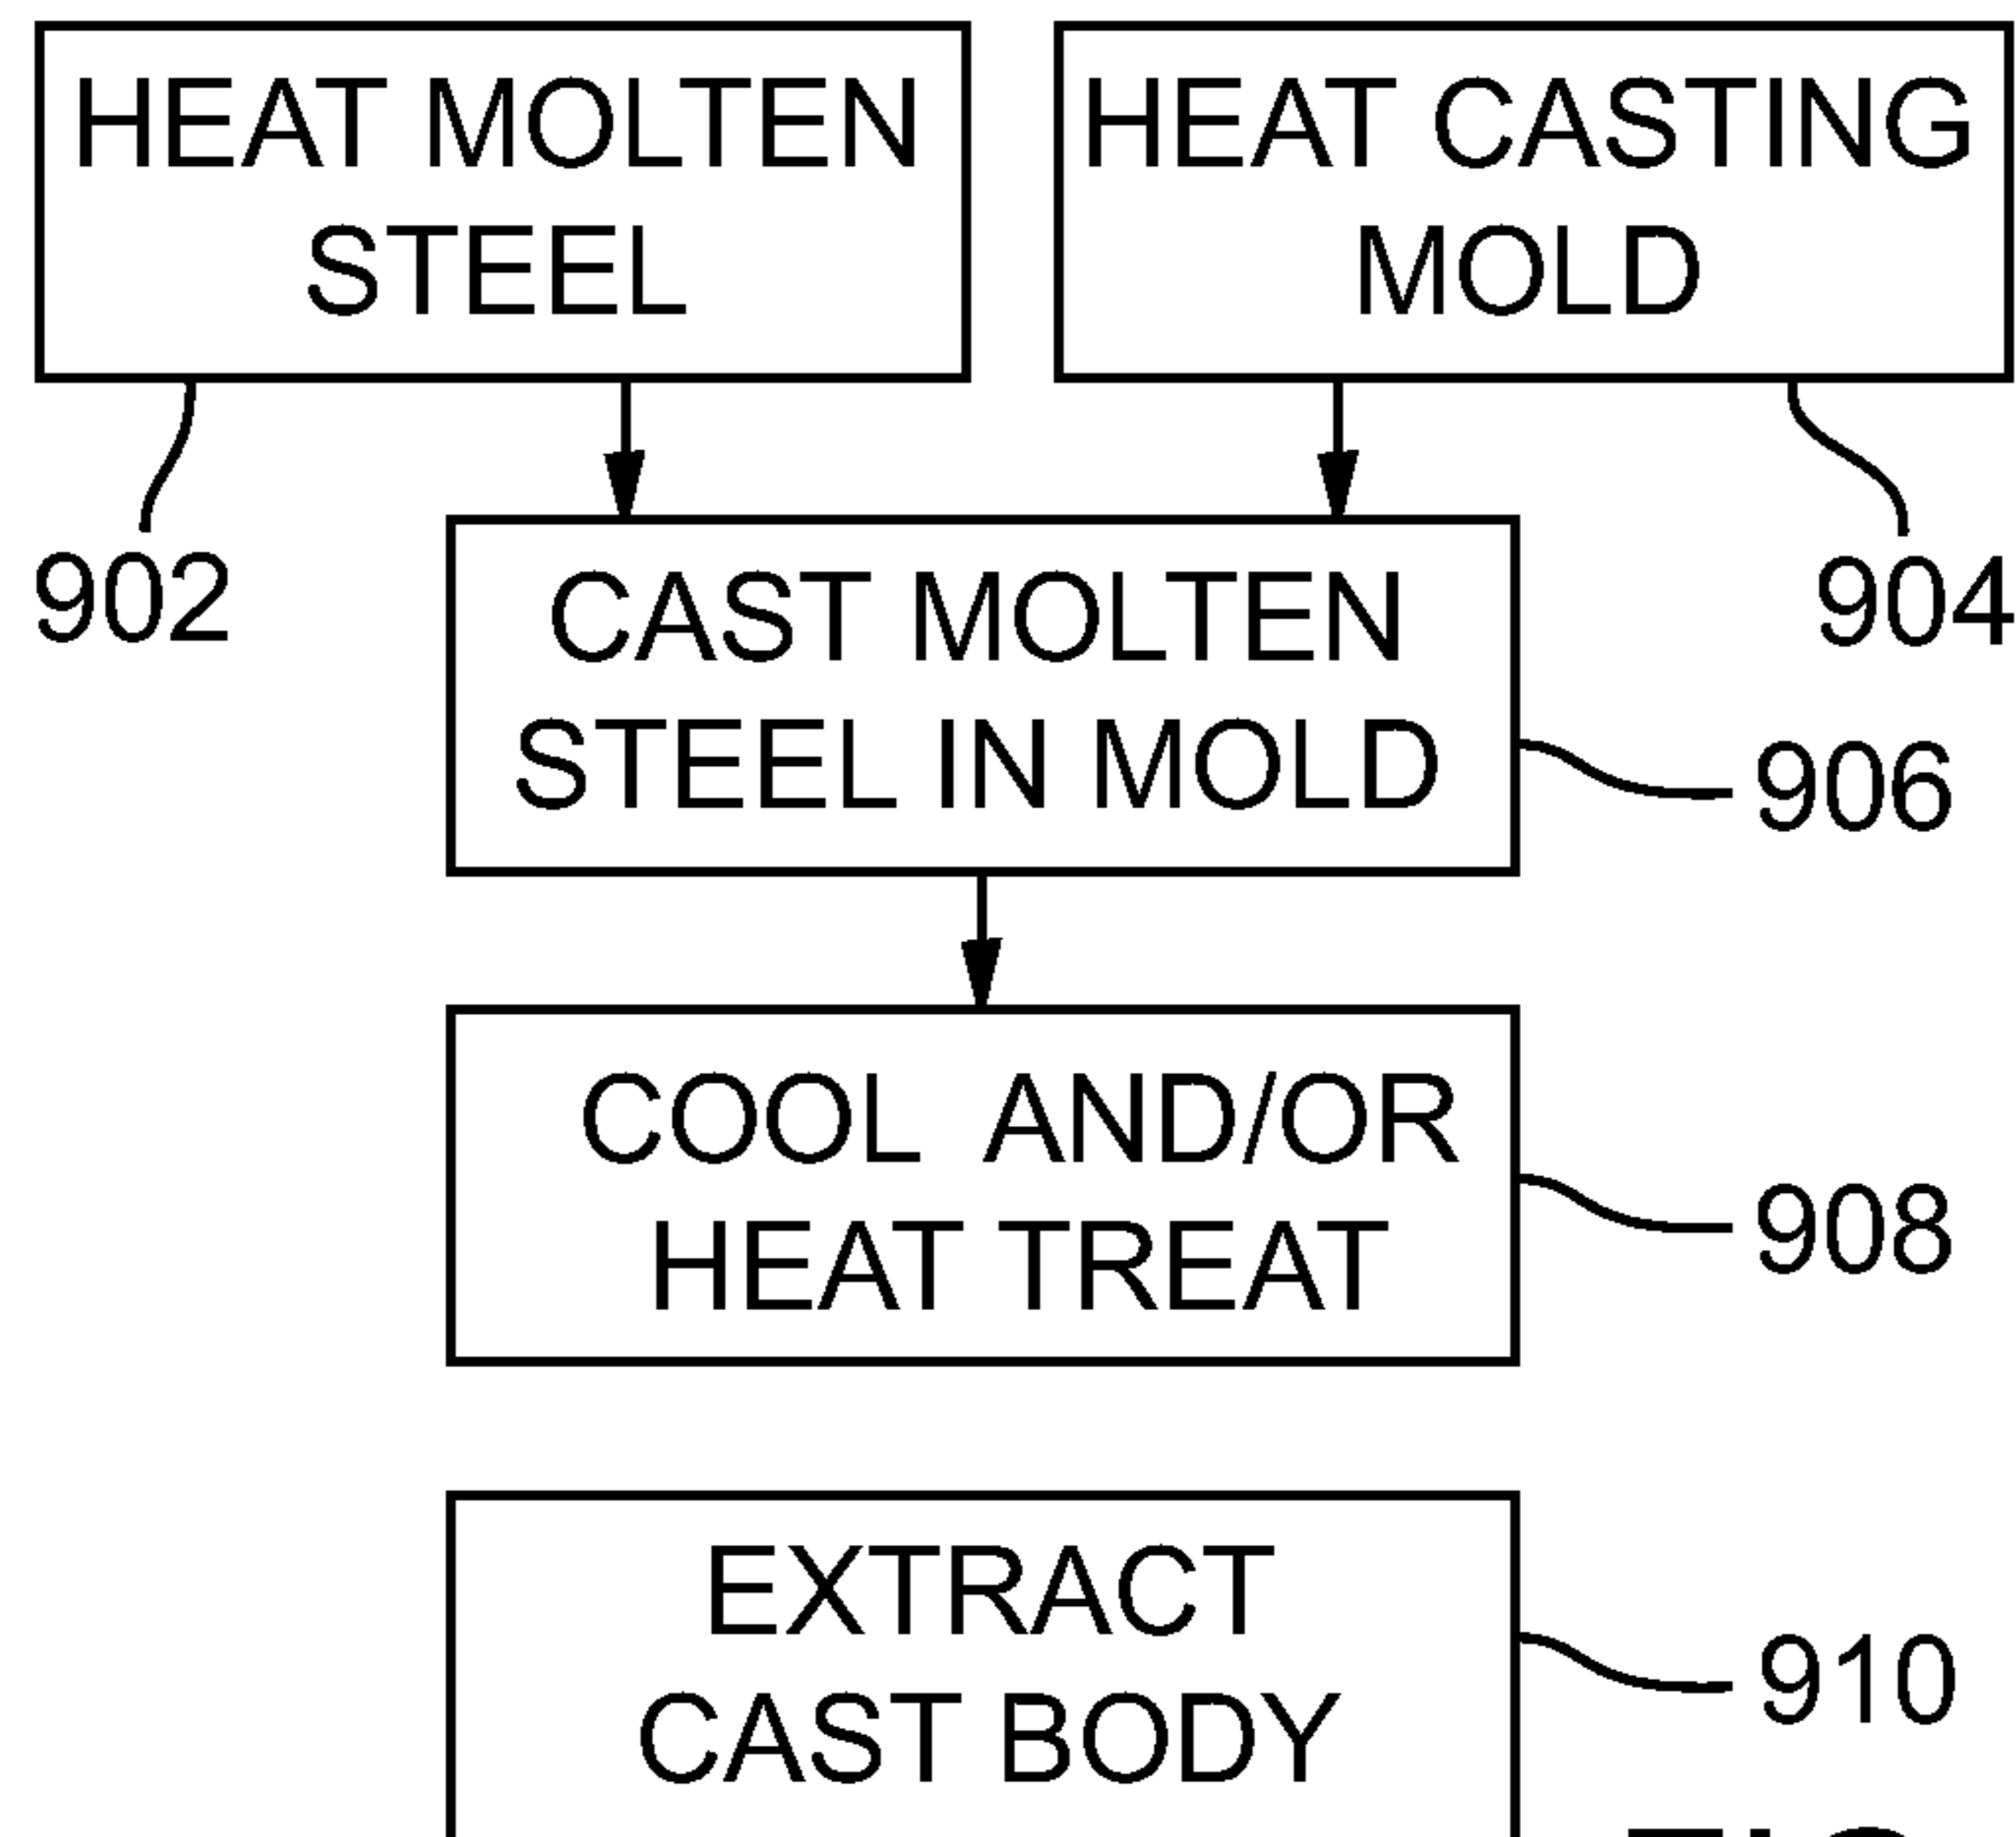 HEAT MOLTEN
STEEL
HEAT CASTING
MOLD
902
904
CAST MOLTEN
STEEL IN MOLD
906
COOL AND/OR
HEAT TREAT
908
EXTRACT
CAST BODY
910